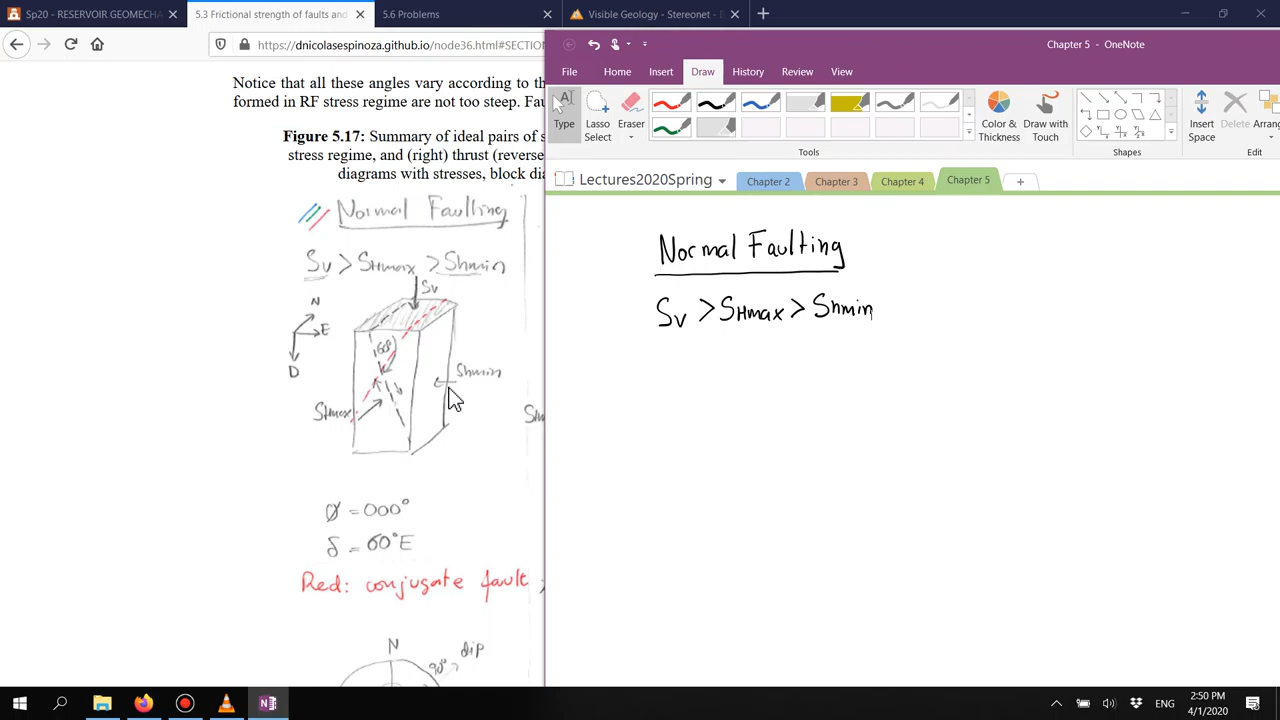 Sp20 - RESERVOIR GEOMECHA
5.3 Frictional strength of faults and
5.6 Problems
Visible Geology - Stereonet -
https://dnicolasespinoza.github.io/node36.html#SECTION
Notice that all these angles vary according to the
formed in RF stress regime are not too steep. Fau
Figure 5.17: Summary of ideal pairs of s
stress regime, and (right) thrust (reverse
diagrams with stresses, block dia
Normal Faulting
Sv > SHmax > Shmin
Sv
N
E
D
60°
Shmin
SHmax
SHm
Ø = 000°
δ = 60°E
Red: conjugate fault
N
dip
90°
Chapter 5 - OneNote
File Home Insert Draw History Review View
Type
Lasso
Select
Eraser
Color &
Thickness
Draw with
Touch
Insert
Space
Delete
Arrang
Tools
Shapes
Edit
Lectures2020Spring
Chapter 2
Chapter 3
Chapter 4
Chapter 5
Normal Faulting
Sv > SHmax > Shmin
ENG
2:50 PM
4/1/2020